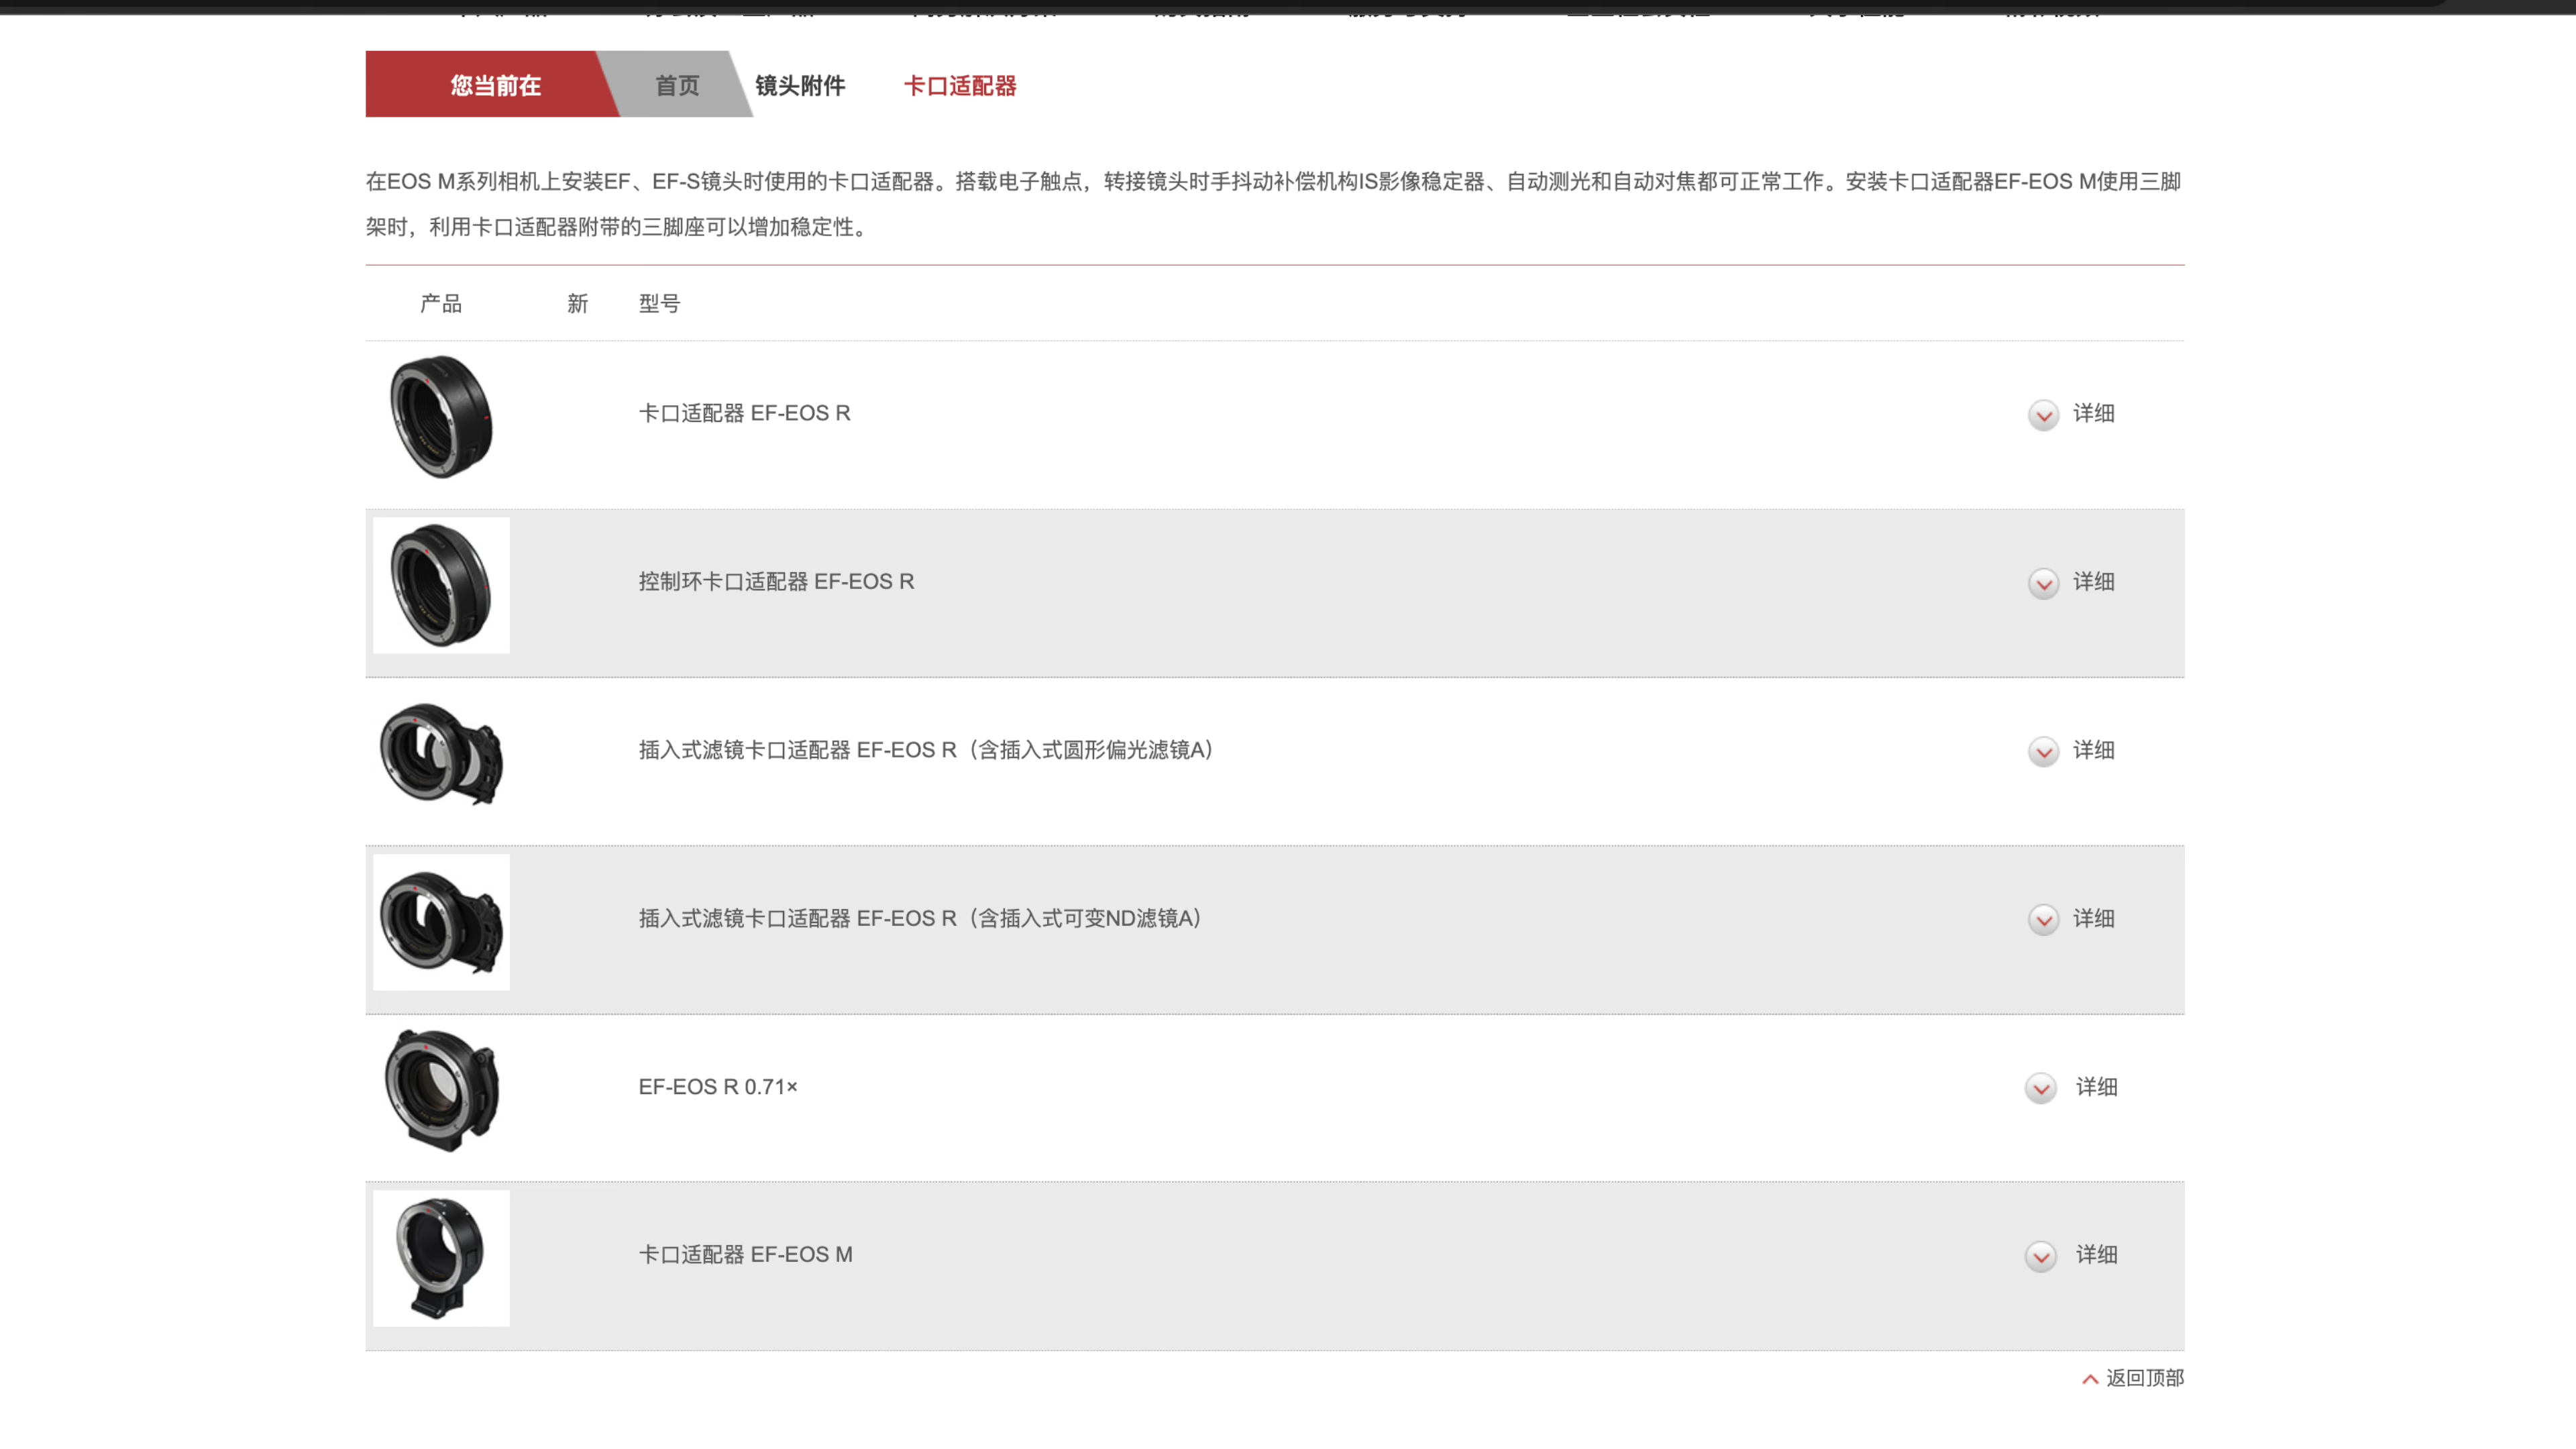 您当前在 首页 镜头附件 卡口适配器
在EOS M系列相机上安装EF、EF-S镜头时使用的卡口适配器。搭载电子触点，转接镜头时手抖动补偿机构IS影像稳定器、自动测光和自动对焦都可正常工作。安装卡口适配器EF-EOS M使用三脚
架时，利用卡口适配器附带的三脚座可以增加稳定性。
产品 新 型号
卡口适配器 EF-EOS R 详细
控制环卡口适配器 EF-EOS R 详细
插入式滤镜卡口适配器 EF-EOS R（含插入式圆形偏光滤镜A） 详细
插入式滤镜卡口适配器 EF-EOS R（含插入式可变ND滤镜A） 详细
EF-EOS R 0.71× 详细
卡口适配器 EF-EOS M 详细
返回顶部